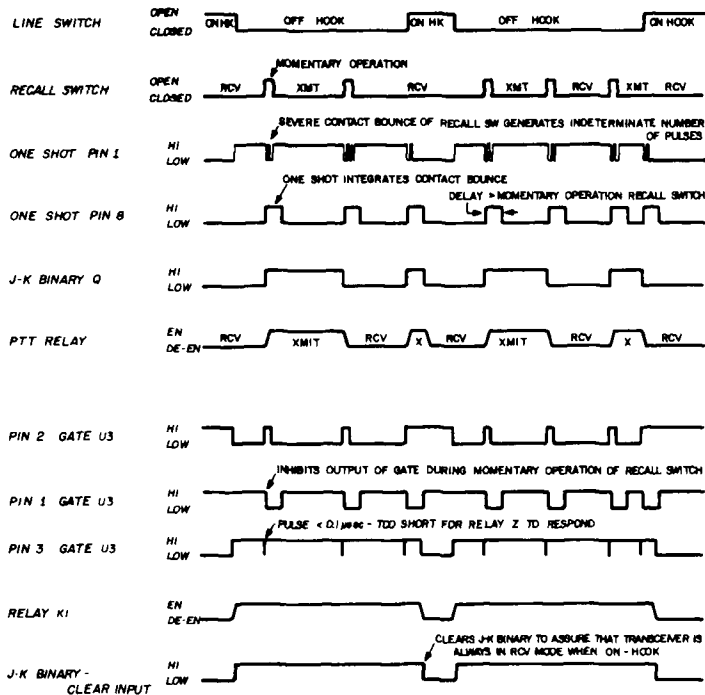 LINE SWITCH
OPEN
CLOSED
ON HK
OFF HOOK
ON HK
OFF HOOK
ON HOOK
RECALL SWITCH
OPEN
CLOSED
RCV
MOMENTARY OPERATION
XMT
RCV
XMT
RCV
XMT
RCV
ONE SHOT PIN 1
HI
LOW
SEVERE CONTACT BOUNCE OF RECALL SW GENERATES INDETERMINATE NUMBER
OF PULSES
ONE SHOT PIN 8
HI
LOW
ONE SHOT INTEGRATES CONTACT BOUNCE
DELAY > MOMENTARY OPERATION RECALL SWITCH
J-K BINARY Q
HI
LOW
PTT RELAY
EN
DE-EN
RCV
XMIT
RCV
X
RCV
XMIT
RCV
X
RCV
PIN 2 GATE U3
HI
LOW
PIN 1 GATE U3
HI
LOW
INHIBITS OUTPUT OF GATE DURING MOMENTARY OPERATION OF RECALL SWITCH
PIN 3 GATE U3
HI
LOW
PULSE < 0.1 µsec - TOO SHORT FOR RELAY Z TO RESPOND
RELAY K1
EN
DE-EN
J-K BINARY -
CLEAR INPUT
HI
LOW
CLEARS J-K BINARY TO ASSURE THAT TRANSCEIVER IS
ALWAYS IN RCV MODE WHEN ON - HOOK